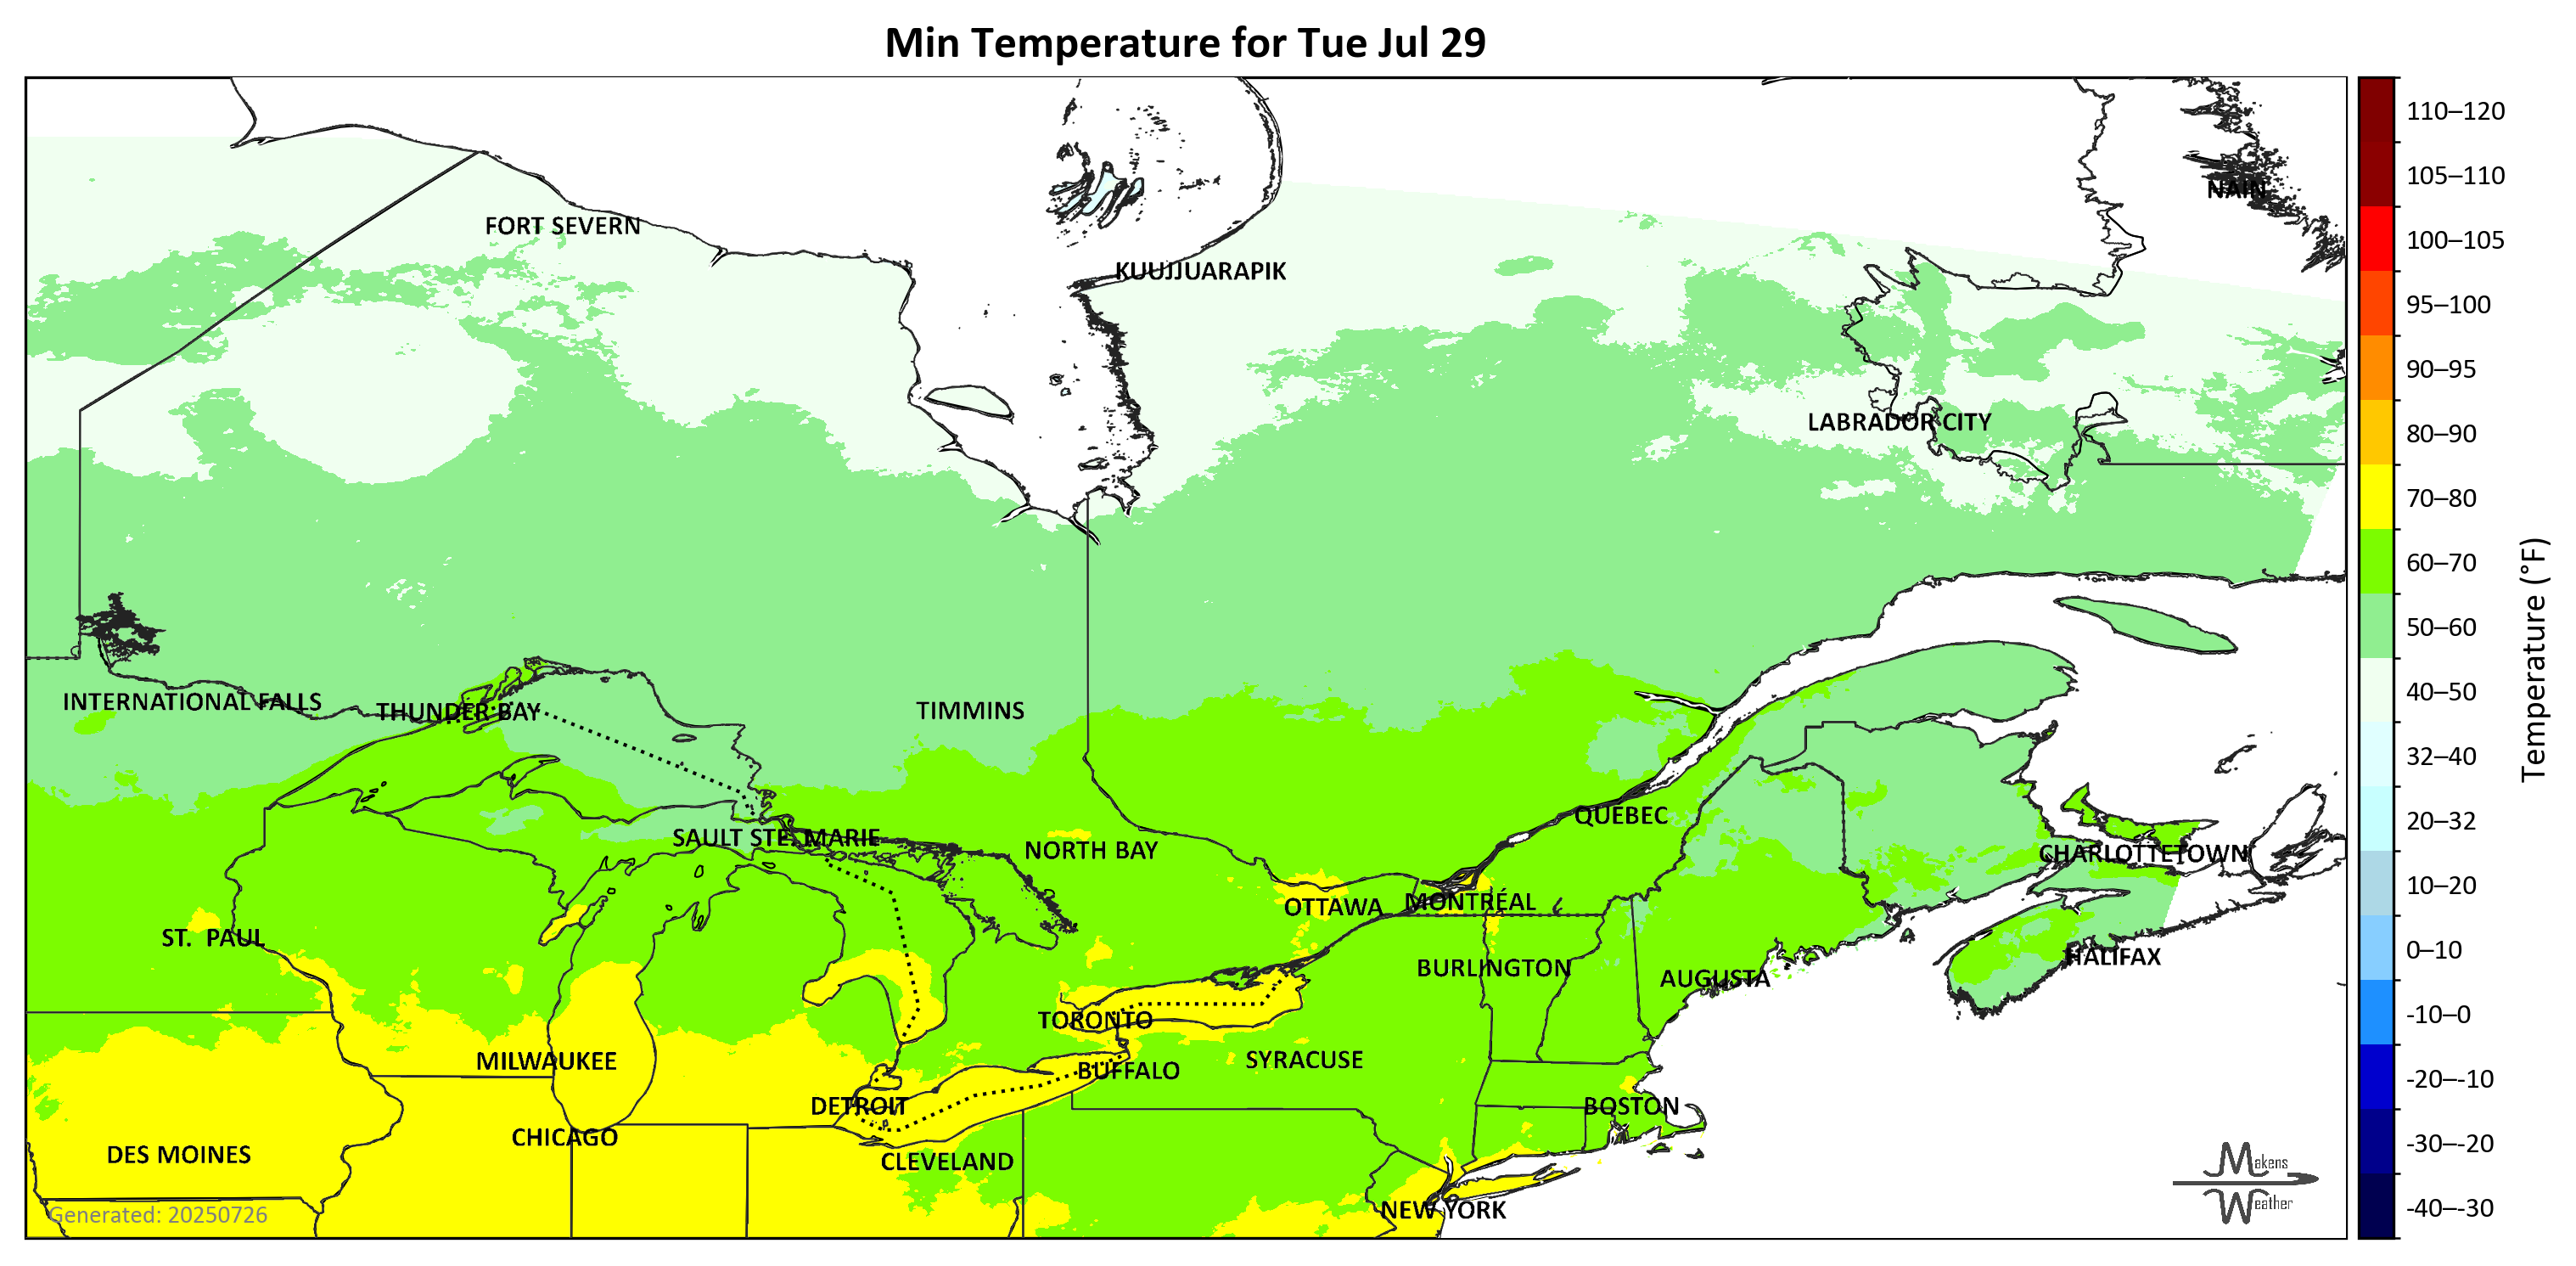 Min Temperature for Tue Jul 29
110–120
105–110
NAIN
FORT SEVERN
100–105
KUUJJUARAPIK
95–100
90–95
LABRADOR CITY
80–90
70–80
60–70
50–60
Temperature (°F)
INTERNATIONAL FALLS
THUNDER BAY
TIMMINS
40–50
32–40
QUÉBEC
20–32
SAULT STE. MARIE
NORTH BAY
CHARLOTTETOWN
10–20
OTTAWA
MONTRÉAL
ST. PAUL
0–10
HALIFAX
BURLINGTON
AUGUSTA
TORONTO
-10–0
MILWAUKEE
SYRACUSE
BUFFALO
-20–-10
DETROIT
BOSTON
CHICAGO
-30–-20
DES MOINES
CLEVELAND
Makens
Weather
NEW YORK
-40–-30
Generated: 20250726